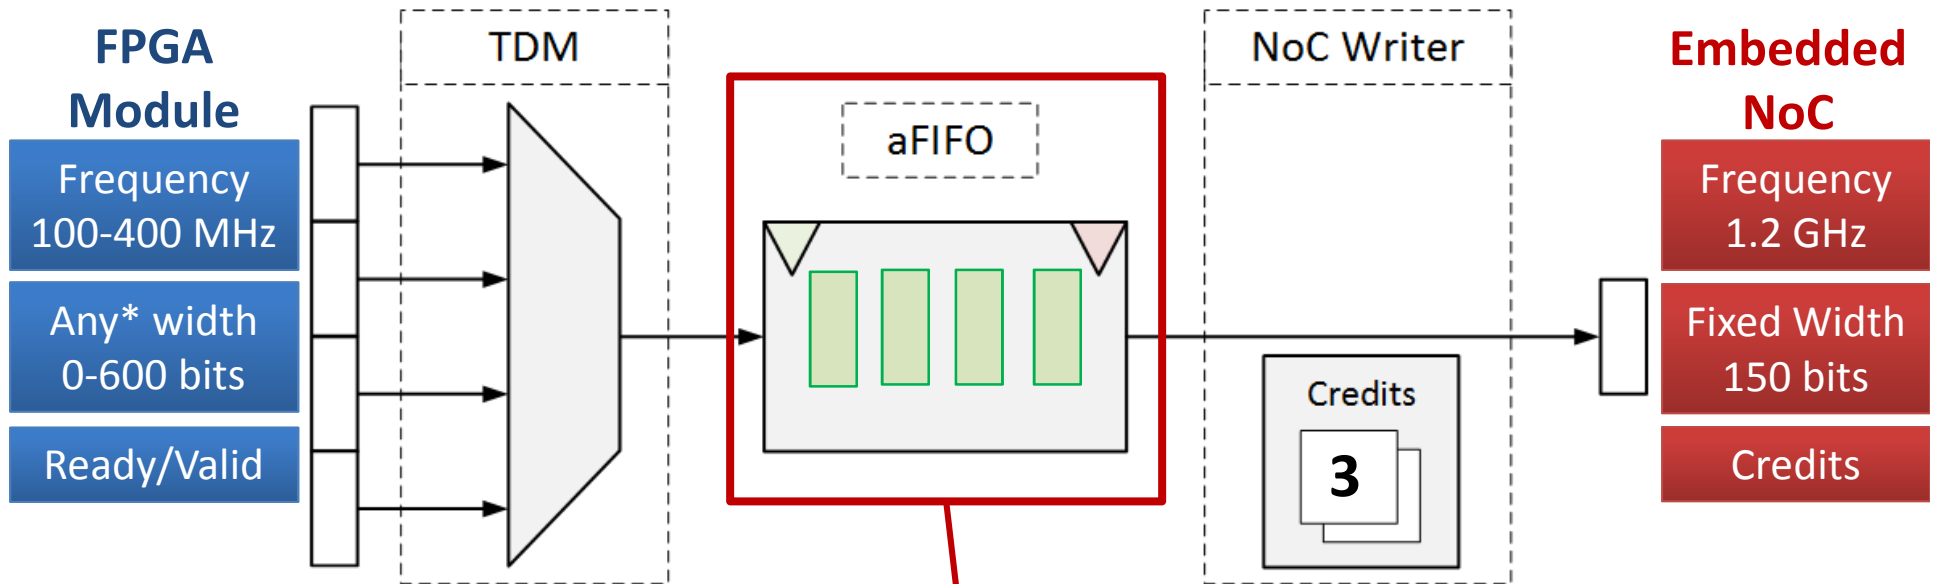 FPGA
Module
Frequency
100-400 MHz
Any* width
0-600 bits
Ready/Valid
TDM
aFIFO
NoC Writer
Credits
3
Embedded
NoC
Frequency
1.2 GHz
Fixed Width
150 bits
Credits